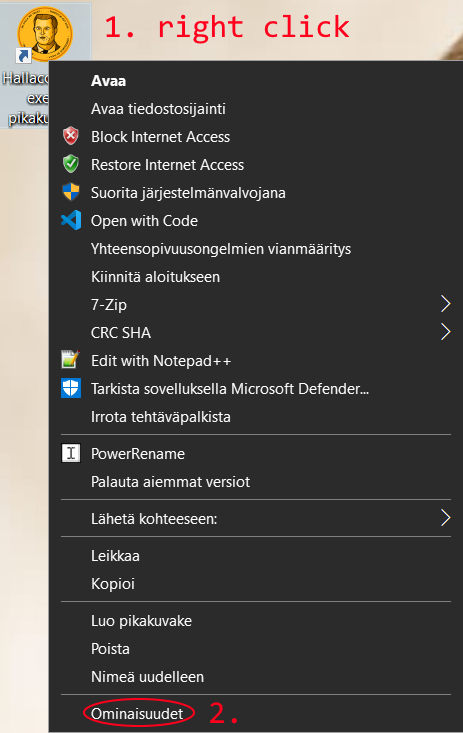 1. right click
exe
Avaa
Avaa tiedostosijainti
Block Internet Access
Restore Internet Access
Suorita järjestelmänvalvojana
Open with Code
Yhteensopivuusongelmien vianmääritys
Kiinnitä aloitukseen
7-Zip
CRC SHA
Edit with Notepad++
Tarkista sovelluksella Microsoft Defender...
Irrota tehtäväpalkista
PowerRename
Palauta aiemmat versiot
Lähetä kohteeseen:
Leikkaa
Kopioi
Luo pikakuvake
Poista
Nimeä uudelleen
Ominaisuudet 2.